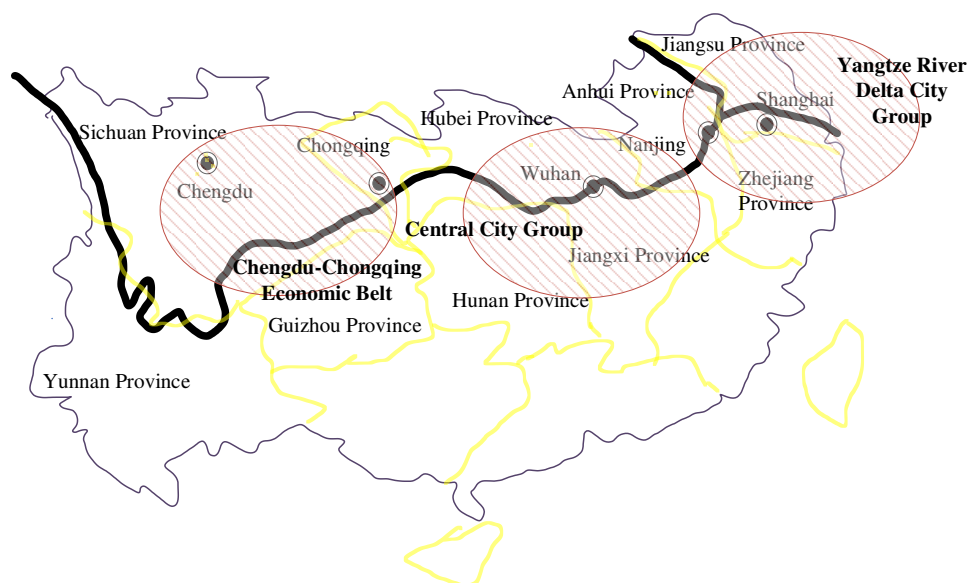 Jiangsu Province
Yangtze River
Delta City
Group
Anhui Province
Shanghai
Hubei Province
Sichuan Province
Chongqing
Nanjing
Wuhan
Chengdu
Zhejiang
Province
Central City Group
Jiangxi Province
Chengdu-Chongqing
Economic Belt
Hunan Province
Guizhou Province
Yunnan Province